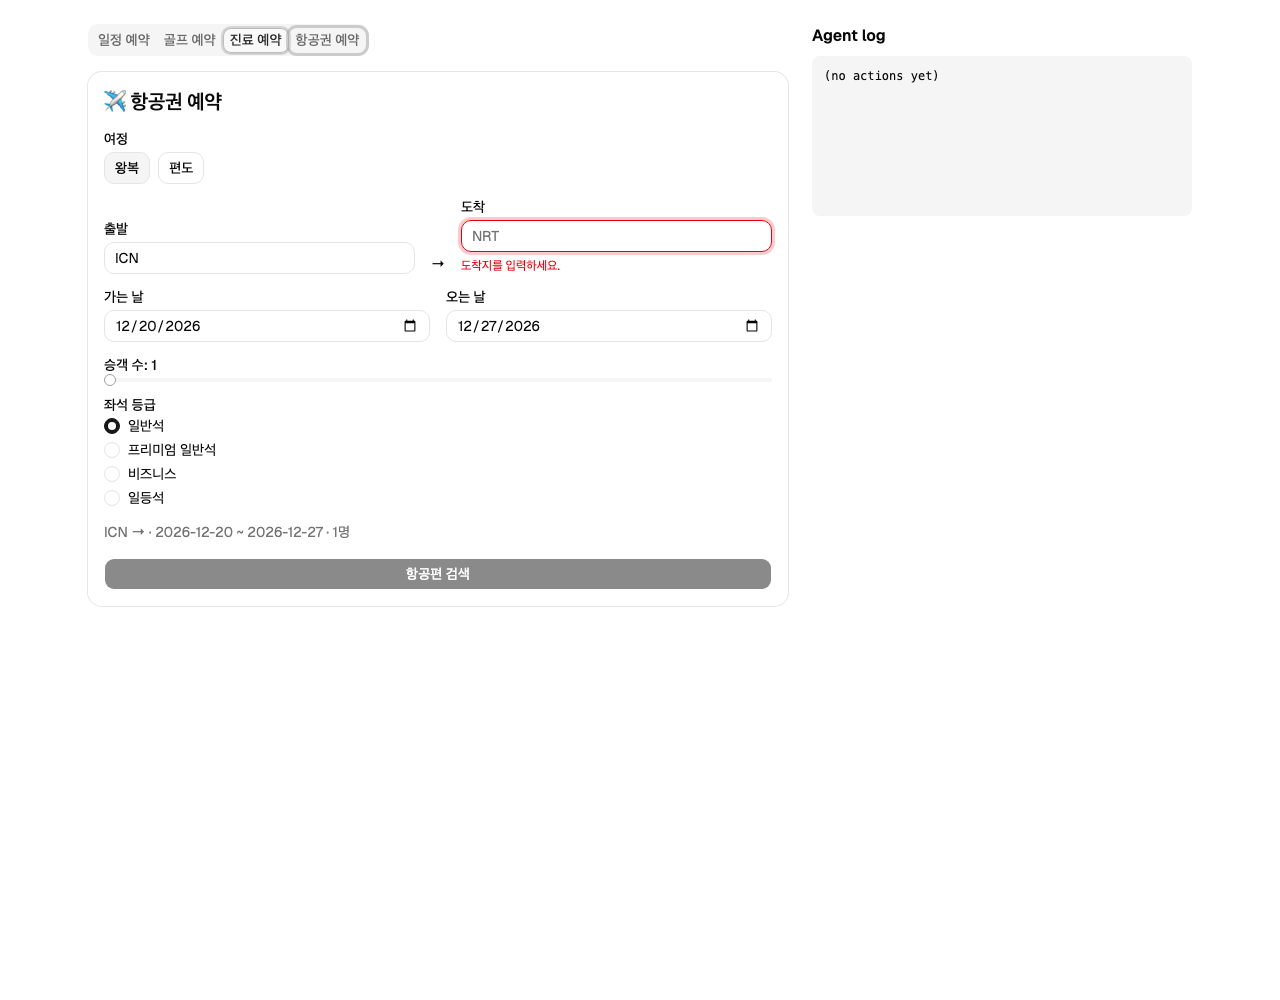 일정 예약 골프 예약 진료 예약 항공권 예약
Agent log
(no actions yet)
✈️ 항공권 예약
여정
왕복 편도
출발
ICN
→
도착
NRT
도착지를 입력하세요.
가는 날
12/20/2026
오는 날
12/27/2026
승객 수: 1
좌석 등급
일반석
프리미엄 일반석
비즈니스
일등석
ICN → · 2026-12-20 ~ 2026-12-27 · 1명
항공편 검색